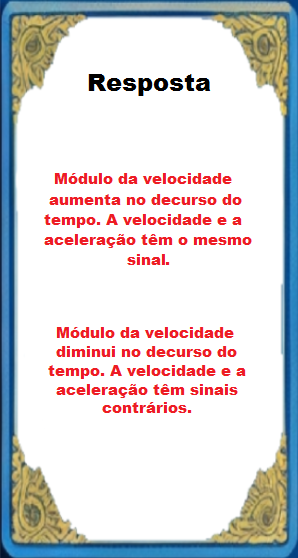 Resposta
Módulo da velocidade
aumenta no decurso do
tempo. A velocidade e a
aceleração têm o mesmo
sinal.
Módulo da velocidade
diminui no decurso do
tempo. A velocidade e a
aceleração têm sinais
contrários.